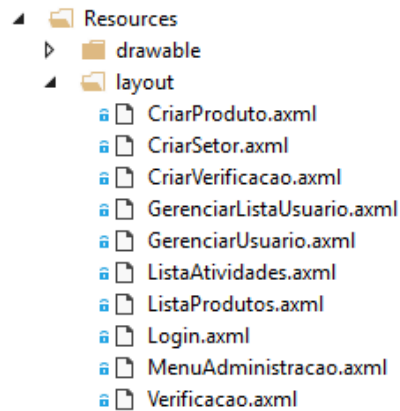 Resources
drawable
layout
CriarProduto.axml
CriarSetor.axml
CriarVerificacao.axml
GerenciarListaUsuario.axml
GerenciarUsuario.axml
ListaAtividades.axml
ListaProdutos.axml
Login.axml
MenuAdministracao.axml
Verificacao.axml